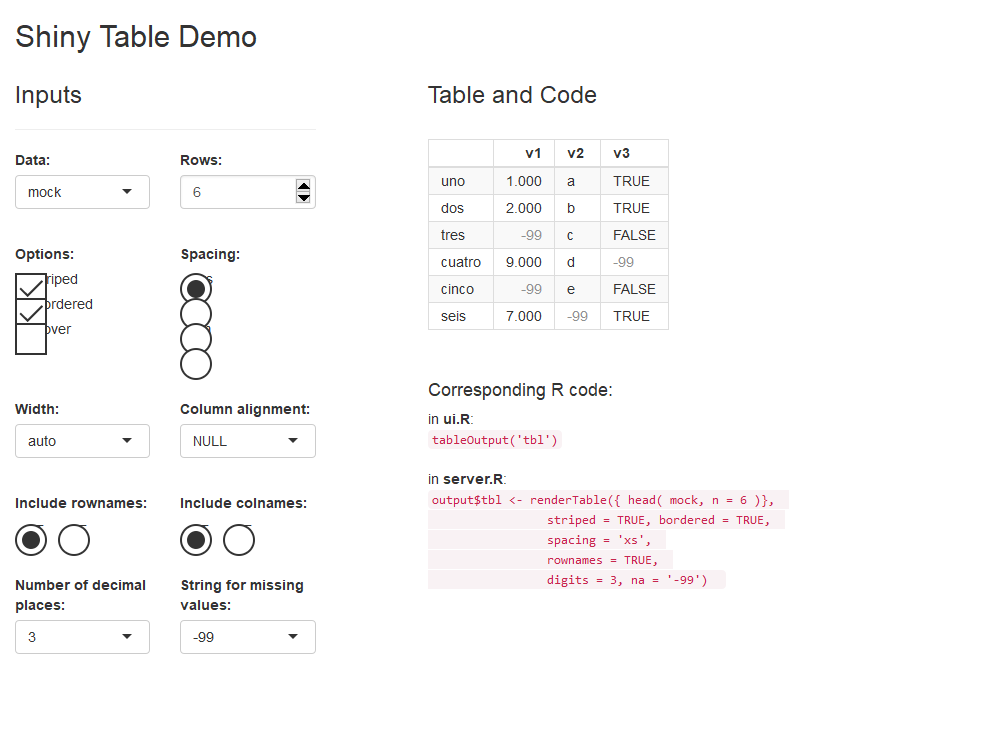 Shiny Table Demo
Inputs
Data: Rows:
mock 6
Options: Spacing:
riped s
ordered
over
Width: Column alignment:
auto NULL
Include rownames: Include colnames:
Number of decimal places: String for missing values:
3 -99
Table and Code
v1 v2 v3
uno 1.000 a TRUE
dos 2.000 b TRUE
tres -99 c FALSE
cuatro 9.000 d -99
cinco -99 e FALSE
seis 7.000 -99 TRUE
Corresponding R code:
in ui.R:
tableOutput('tbl')
in server.R:
output$tbl <- renderTable({ head( mock, n = 6 )},
striped = TRUE, bordered = TRUE,
spacing = 'xs',
rownames = TRUE,
digits = 3, na = '-99')